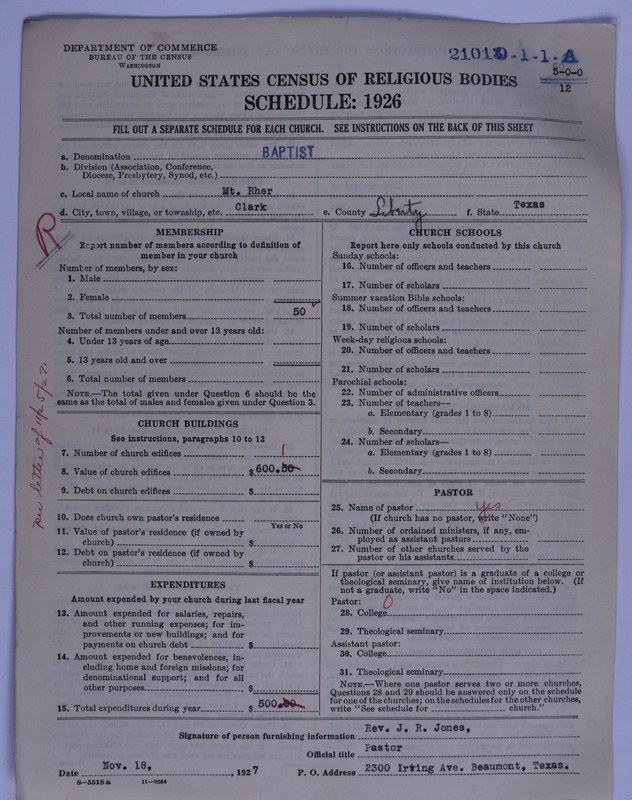 DEPARTMENT OF COMMERCE
BUREAU OF THE CENSUS
WASHINGTON
21010-1-1-A
5-0-0
12
UNITED STATES CENSUS OF RELIGIOUS BODIES
SCHEDULE: 1926
FILL OUT A SEPARATE SCHEDULE FOR EACH CHURCH. SEE INSTRUCTIONS ON THE BACK OF THIS SHEET
a. Denomination BAPTIST
b. Division (Association, Conference,
Diocese, Presbytery, Synod, etc.)
c. Local name of church Mt. Rher
d. City, town, village, or township, etc. Clark e. County Liberty f. State Texas
R
per letter of 11/25/27.
MEMBERSHIP
Report number of members according to definition of
member in your church
Number of members, by sex:
1. Male
2. Female
3. Total number of members 50
Number of members under and over 13 years old:
4. Under 13 years of age
5. 13 years old and over
6. Total number of members
NOTE.—The total given under Question 6 should be the
same as the total of males and females given under Question 3.
CHURCH BUILDINGS
See instructions, paragraphs 10 to 12
7. Number of church edifices 1
8. Value of church edifices $600.00
9. Debt on church edifices $
10. Does church own pastor's residence
Yes or No
11. Value of pastor's residence (if owned by
church) $
12. Debt on pastor's residence (if owned by
church) $
EXPENDITURES
Amount expended by your church during last fiscal year
13. Amount expended for salaries, repairs,
and other running expenses; for im-
provements or new buildings; and for
payments on church debt $
14. Amount expended for benevolences, in-
cluding home and foreign missions; for
denominational support; and for all
other purposes $
15. Total expenditures during year $ 500.00
CHURCH SCHOOLS
Report here only schools conducted by this church
Sunday schools:
16. Number of officers and teachers
17. Number of scholars
Summer vacation Bible schools:
18. Number of officers and teachers
19. Number of scholars
Week-day religious schools:
20. Number of officers and teachers
21. Number of scholars
Parochial schools:
22. Number of administrative officers
23. Number of teachers—
a. Elementary (grades 1 to 8)
b. Secondary
24. Number of scholars—
a. Elementary (grades 1 to 8)
b. Secondary
PASTOR
25. Name of pastor yes
(If church has no pastor, write "None")
26. Number of ordained ministers, if any, em-
ployed as assistant pastors
27. Number of other churches served by the
pastor or his assistants
If pastor (or assistant pastor) is a graduate of a college or
theological seminary, give name of institution below. (If
not a graduate, write "No" in the space indicated.)
Pastor: 0
28. College
29. Theological seminary
Assistant pastor:
30. College
31. Theological seminary
NOTE.—Where one pastor serves two or more churches,
Questions 28 and 29 should be answered only on the schedule
for one of the churches; on the schedules for the other churches,
write "See schedule for church."
Signature of person furnishing information Rev. J. R. Jones,
Official title Pastor
Date Nov. 18, , 1927 P. O. Address 2300 Irving Ave. Beaumont, Texas.
8—5518a 11—9054